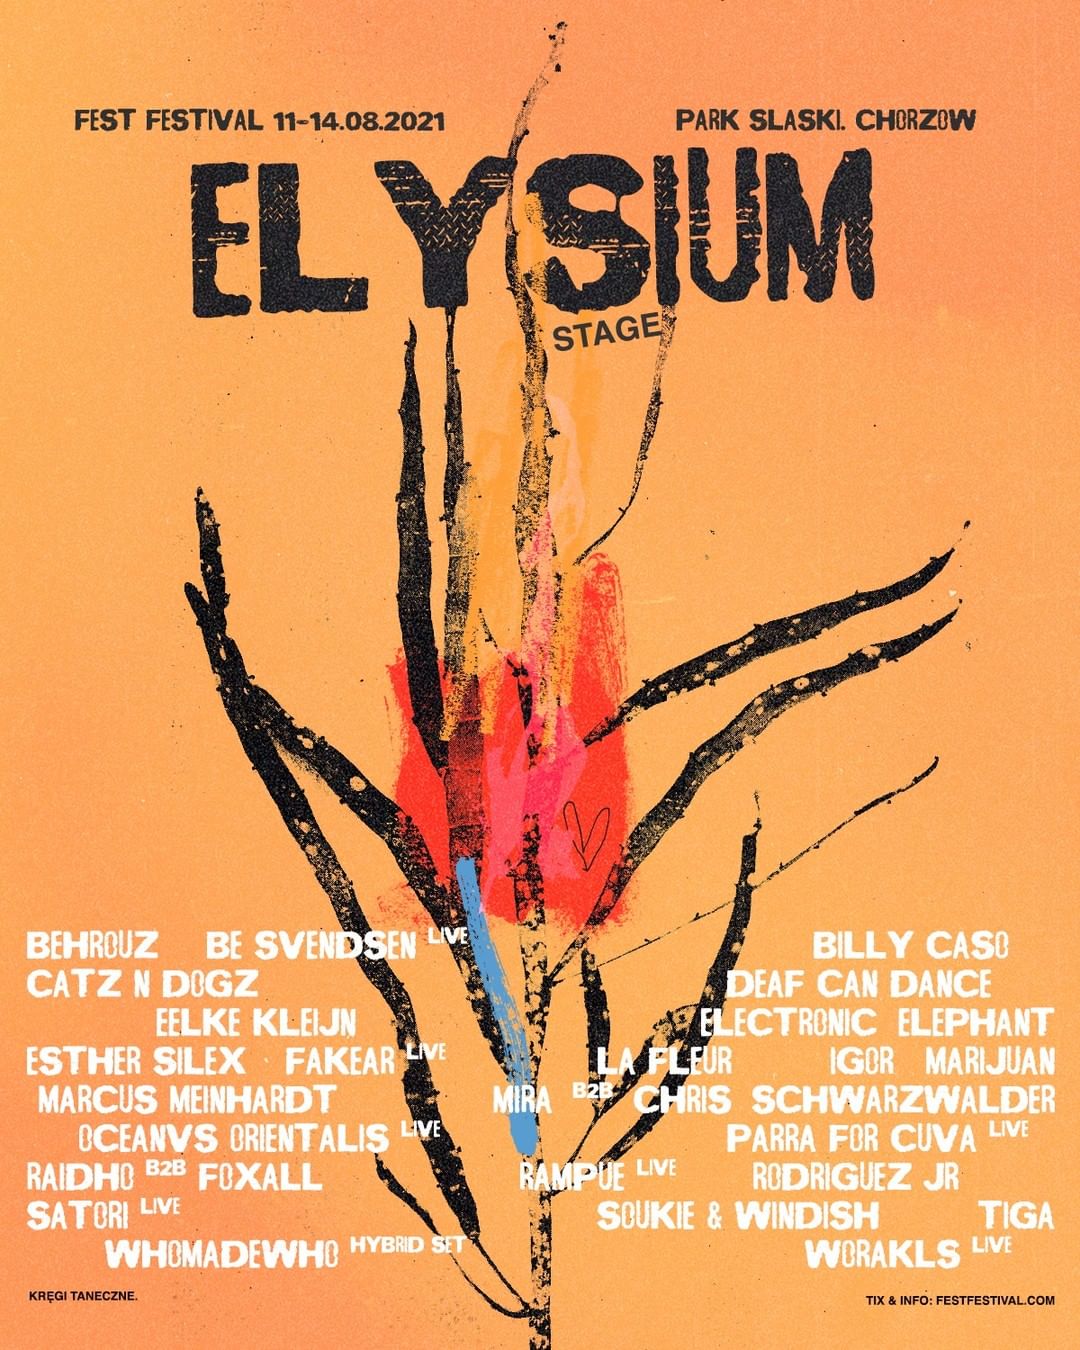 FEST FESTIVAL 11-14.08.2021 PARK SLASKI. CHORZOW
ELYSIUM
STAGE
BEHROUZ BE SVENDSEN LIVE BILLY CASO
CATZ N DOGZ DEAF CAN DANCE
EELKE KLEIJN ELECTRONIC ELEPHANT
ESTHER SILEX FAKEAR LIVE LA FLEUR IGOR MARIJUAN
MARCUS MEINHARDT MIRA B2B CHRIS SCHWARZWALDER
OCEANVS ORIENTALIS LIVE PARRA FOR CUVA LIVE
RAIDHO B2B FOXALL RAMPUE LIVE RODRIGUEZ JR
SATORI LIVE SOUKIE & WINDISH TIGA
WHOMADEWHO HYBRID SET WORAKLS LIVE
KRĘGI TANECZNE. TIX & INFO: FESTFESTIVAL.COM